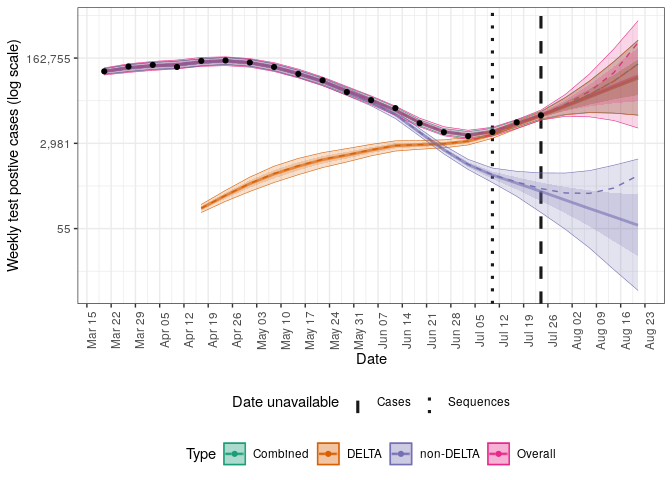 Weekly test postive cases (log scale)
162,755
2,981
55
Mar 15
Mar 22
Mar 29
Apr 05
Apr 12
Apr 19
Apr 26
May 03
May 10
May 17
May 24
May 31
Jun 07
Jun 14
Jun 21
Jun 28
Jul 05
Jul 12
Jul 19
Jul 26
Aug 02
Aug 09
Aug 16
Aug 23
Date
Date unavailable Cases Sequences
Type Combined DELTA non-DELTA Overall